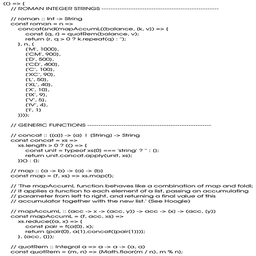 (() => {
// ROMAN INTEGER STRINGS ----------------------------------------------------
// roman :: Int -> String
const roman = n =>
concat(snd(mapAccumL((balance, [k, v]) => {
const [q, r] = quotRem(balance, v);
return [r, q > 0 ? k.repeat(q) : ''];
}, n, [
['M', 1000],
['CM', 900],
['D', 500],
['CD', 400],
['C', 100],
['XC', 90],
['L', 50],
['XL', 40],
['X', 10],
['IX', 9],
['V', 5],
['IV', 4],
['I', 1]
])));
// GENERIC FUNCTIONS -------------------------------------------------------
// concat :: [[a]] -> [a] | [String] -> String
const concat = xs =>
xs.length > 0 ? (() => {
const unit = typeof xs[0] === 'string' ? '' : [];
return unit.concat.apply(unit, xs);
})() : [];
// map :: (a -> b) -> [a] -> [b]
const map = (f, xs) => xs.map(f);
// 'The mapAccumL function behaves like a combination of map and foldl;
// it applies a function to each element of a list, passing an accumulating
// parameter from left to right, and returning a final value of this
// accumulator together with the new list.' (See Hoogle)
// mapAccumL :: (acc -> x -> (acc, y)) -> acc -> [x] -> (acc, [y])
const mapAccumL = (f, acc, xs) =>
xs.reduce((a, x) => {
const pair = f(a[0], x);
return [pair[0], a[1].concat([pair[1]])];
}, [acc, []]);
// quotRem :: Integral a => a -> a -> (a, a)
const quotRem = (m, n) => [Math.floor(m / n), m % n];